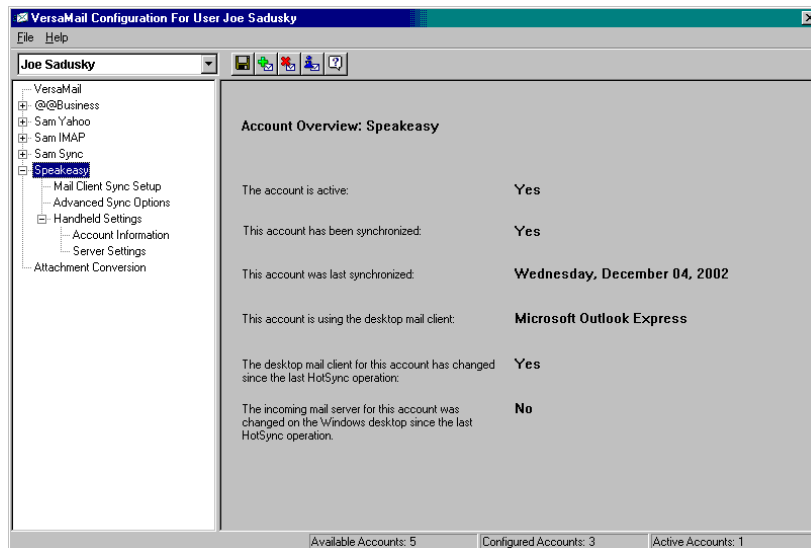 VersaMail Configuration For User Joe Sadusky
File Help
Joe Sadusky
VersaMail
@@Business
Sam Yahoo
Sam IMAP
Sam Sync
Speakeasy
Mail Client Sync Setup
Advanced Sync Options
Handheld Settings
Account Information
Server Settings
Attachment Conversion
Account Overview: Speakeasy
The account is active: Yes
This account has been synchronized: Yes
This account was last synchronized: Wednesday, December 04, 2002
This account is using the desktop mail client: Microsoft Outlook Express
The desktop mail client for this account has changed Yes
since the last HotSync operation:
The incoming mail server for this account was No
changed on the Windows desktop since the last
HotSync operation.
Available Accounts: 5 Configured Accounts: 3 Active Accounts: 1